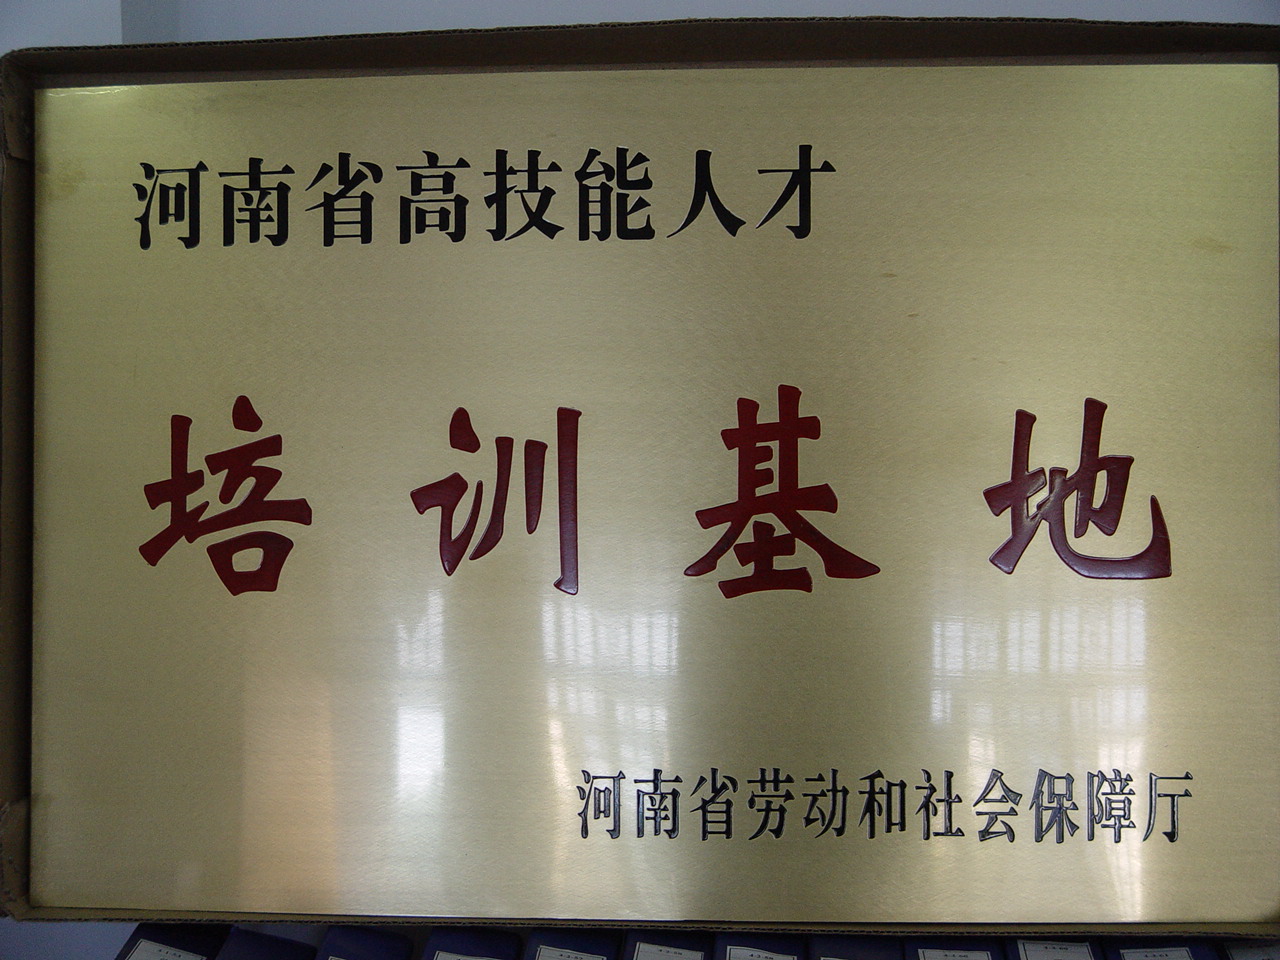 河南省高技能人才
培训基地
河南省劳动和社会保障厅